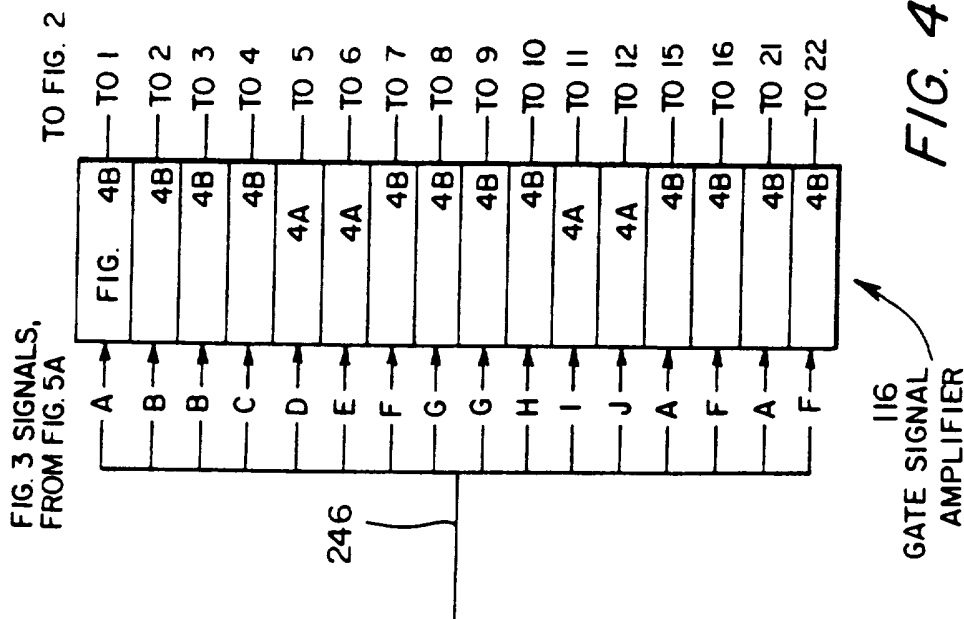 FIG. 3 SIGNALS,
FROM FIG. 5A
TO FIG. 2
A FIG. 4B TO 1
B 4B TO 2
B 4B TO 3
C 4B TO 4
D 4A TO 5
E 4A TO 6
F 4B TO 7
G 4B TO 8
G 4B TO 9
H 4B TO 10
I 4A TO 11
J 4A TO 12
A 4B TO 15
F 4B TO 16
A 4B TO 21
F 4B TO 22
246
116
GATE SIGNAL
AMPLIFIER
FIG. 4